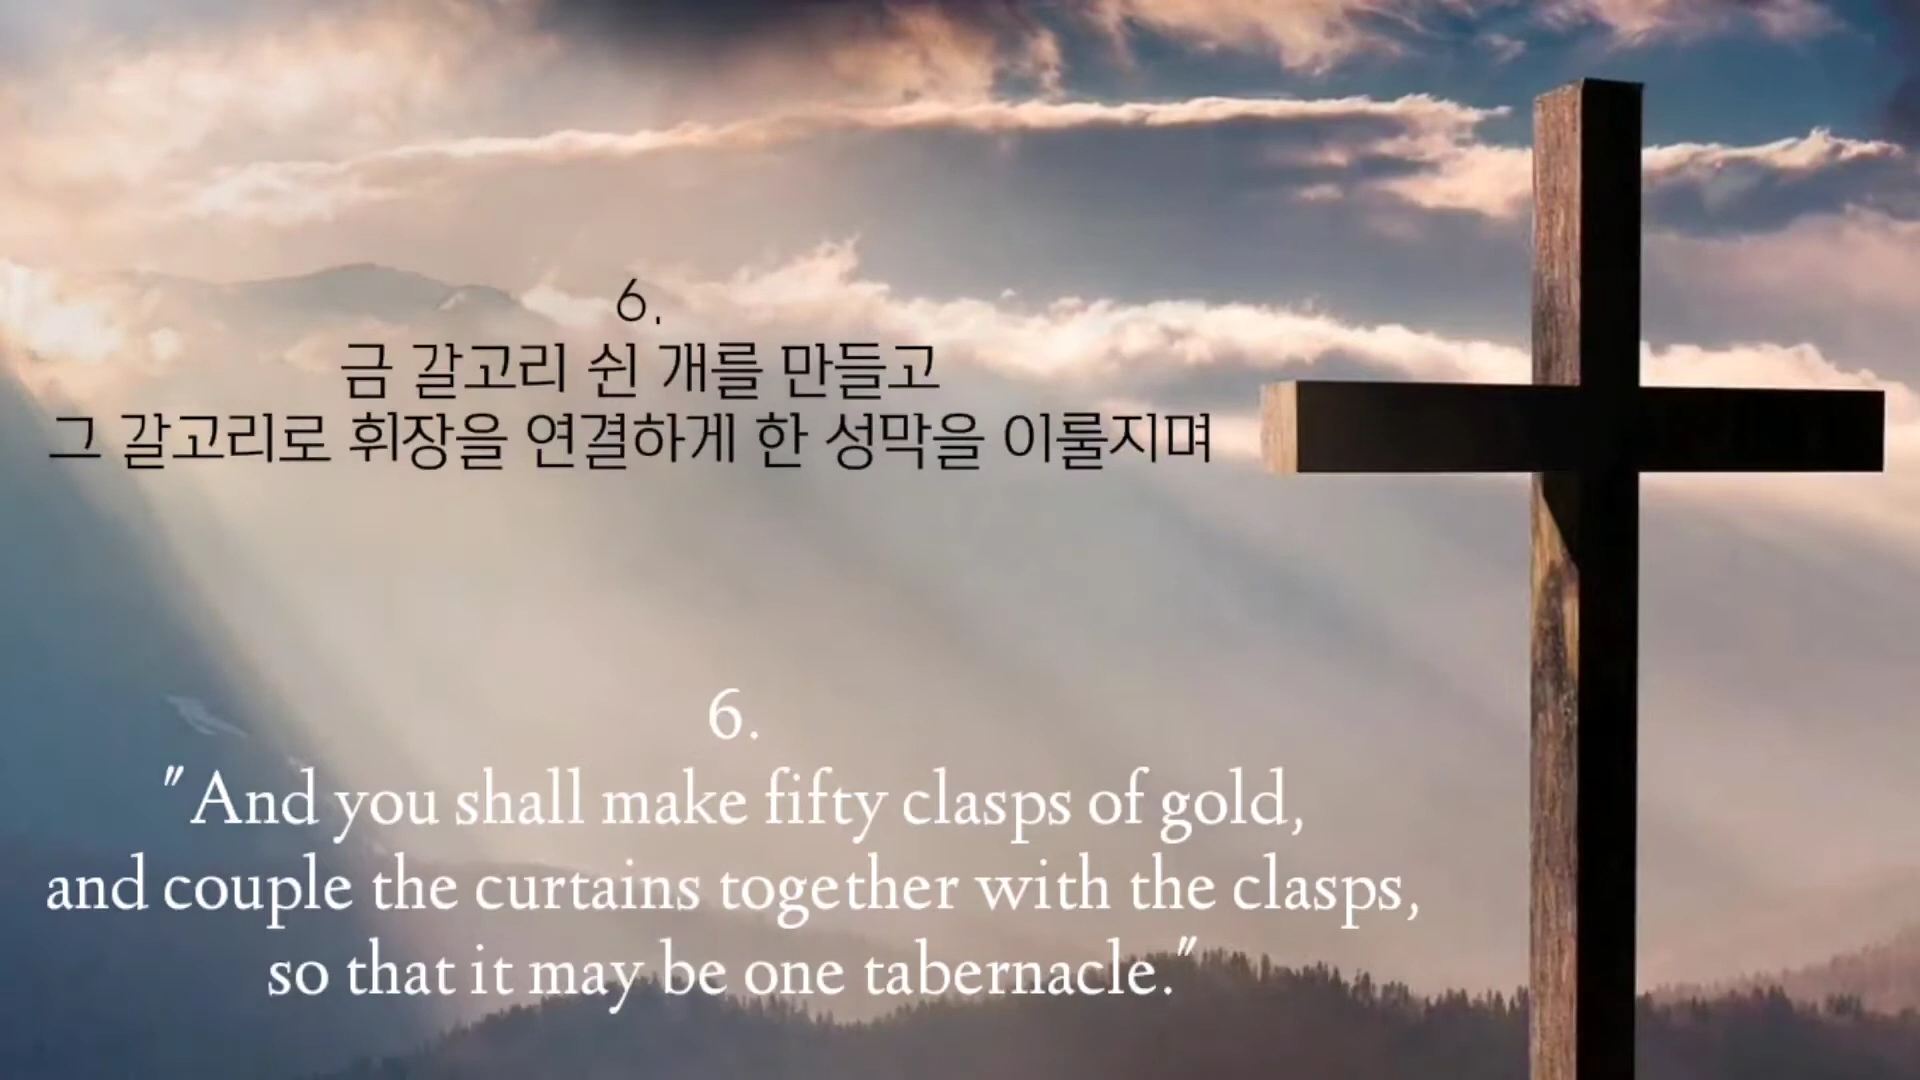 6.
금 갈고리 쉰 개를 만들고
그 갈고리로 휘장을 연결하게 한 성막을 이룰지며
6.
"And you shall make fifty clasps of gold,
and couple the curtains together with the clasps,
so that it may be one tabernacle."